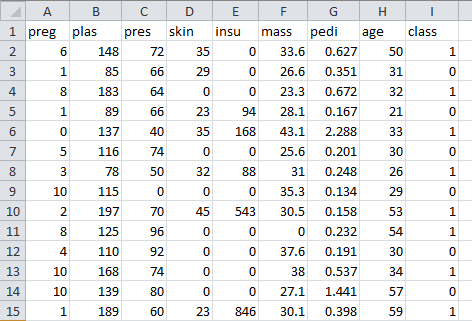 A B C D E F G H I
1 preg plas pres skin insu mass pedi age class
2 6 148 72 35 0 33.6 0.627 50 1
3 1 85 66 29 0 26.6 0.351 31 0
4 8 183 64 0 0 23.3 0.672 32 1
5 1 89 66 23 94 28.1 0.167 21 0
6 0 137 40 35 168 43.1 2.288 33 1
7 5 116 74 0 0 25.6 0.201 30 0
8 3 78 50 32 88 31 0.248 26 1
9 10 115 0 0 0 35.3 0.134 29 0
10 2 197 70 45 543 30.5 0.158 53 1
11 8 125 96 0 0 0 0.232 54 1
12 4 110 92 0 0 37.6 0.191 30 0
13 10 168 74 0 0 38 0.537 34 1
14 10 139 80 0 0 27.1 1.441 57 0
15 1 189 60 23 846 30.1 0.398 59 1